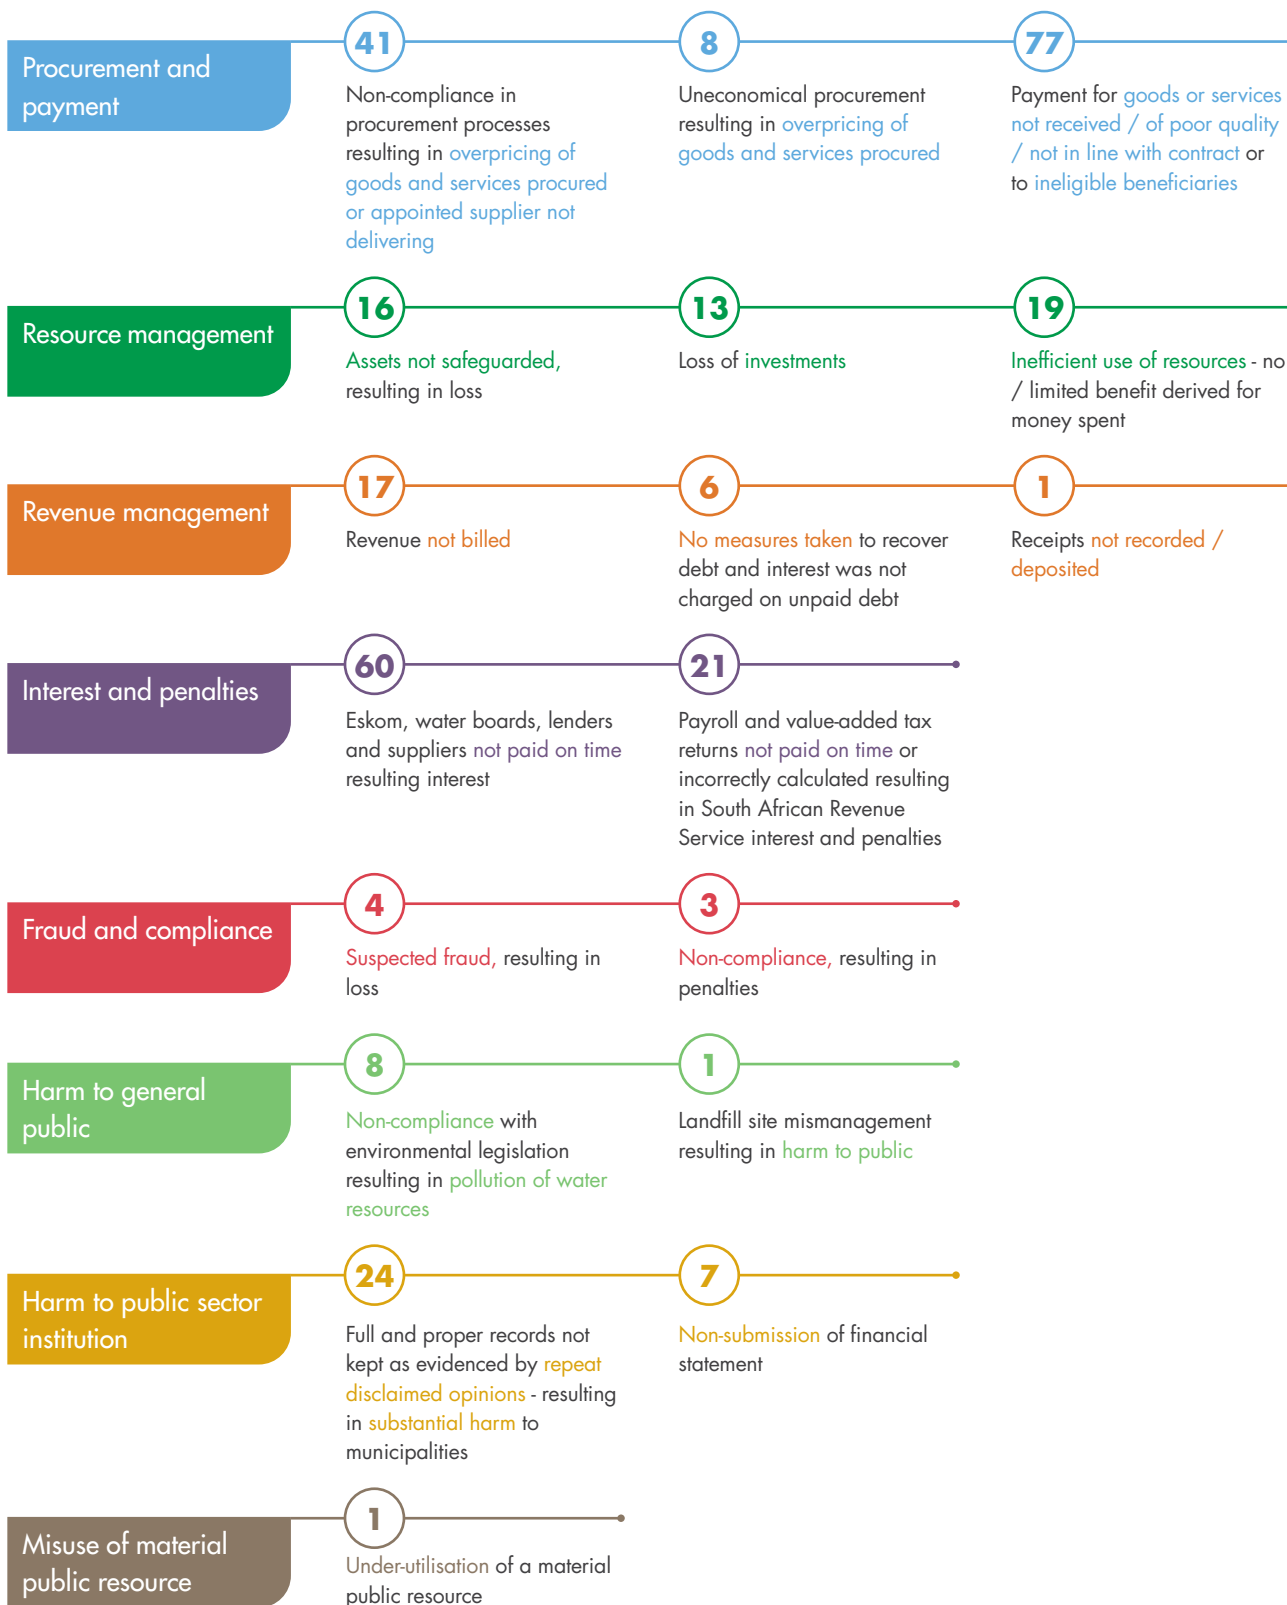 Procurement and
payment
41
Non-compliance in
procurement processes
resulting in overpricing of
goods and services procured
or appointed supplier not
delivering
8
Uneconomical procurement
resulting in overpricing of
goods and services procured
77
Payment for goods or services
not received / of poor quality
/ not in line with contract or
to ineligible beneficiaries
Resource management
16
Assets not safeguarded,
resulting in loss
13
Loss of investments
19
Inefficient use of resources - no
/ limited benefit derived for
money spent
Revenue management
17
Revenue not billed
6
No measures taken to recover
debt and interest was not
charged on unpaid debt
1
Receipts not recorded /
deposited
Interest and penalties
60
Eskom, water boards, lenders
and suppliers not paid on time
resulting interest
21
Payroll and value-added tax
returns not paid on time or
incorrectly calculated resulting
in South African Revenue
Service interest and penalties
Fraud and compliance
4
Suspected fraud, resulting in
loss
3
Non-compliance, resulting in
penalties
Harm to general
public
8
Non-compliance with
environmental legislation
resulting in pollution of water
resources
1
Landfill site mismanagement
resulting in harm to public
Harm to public sector
institution
24
Full and proper records not
kept as evidenced by repeat
disclaimed opinions - resulting
in substantial harm to
municipalities
7
Non-submission of financial
statement
Misuse of material
public resource
1
Under-utilisation of a material
public resource